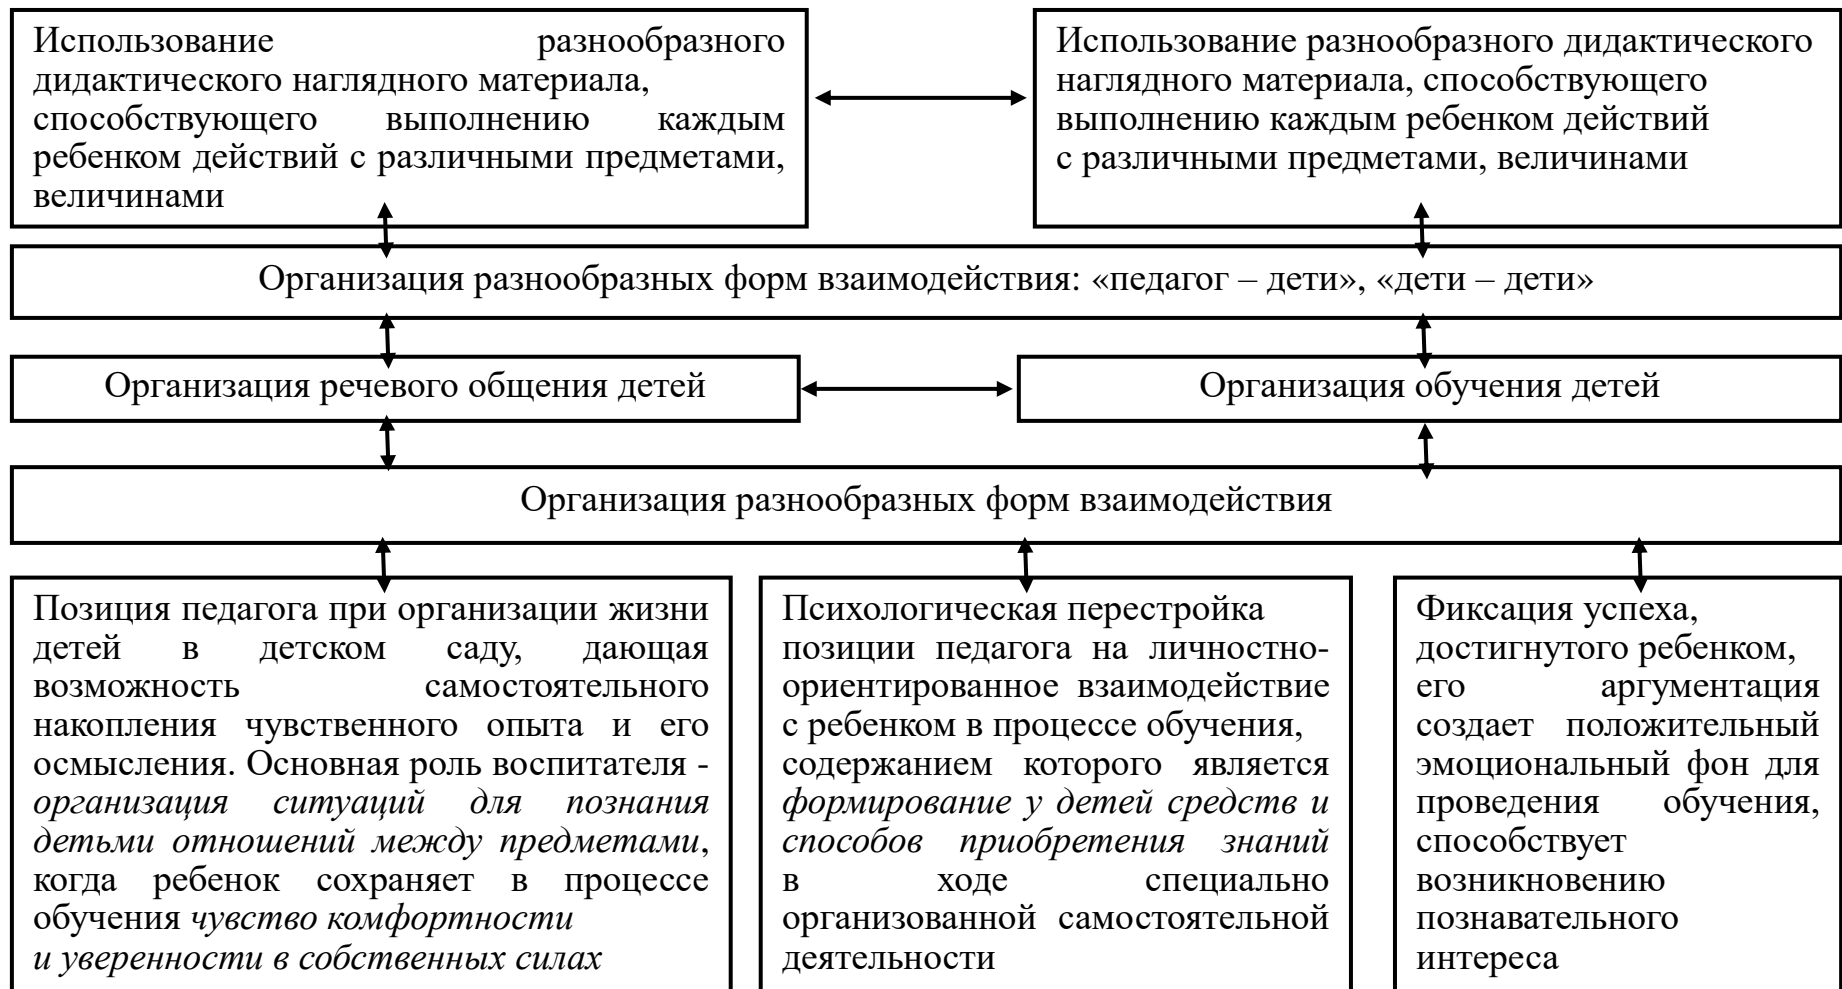 Использование разнообразного
дидактического наглядного материала,
способствующего выполнению каждым
ребенком действий с различными предметами,
величинами
Использование разнообразного дидактического
наглядного материала, способствующего
выполнению каждым ребенком действий
с различными предметами, величинами
Организация разнообразных форм взаимодействия: «педагог – дети», «дети – дети»
Организация речевого общения детей
Организация обучения детей
Организация разнообразных форм взаимодействия
Позиция педагога при организации жизни
детей в детском саду, дающая
возможность самостоятельного
накопления чувственного опыта и его
осмысления. Основная роль воспитателя -
организация ситуаций для познания
детьми отношений между предметами,
когда ребенок сохраняет в процессе
обучения чувство комфортности
и уверенности в собственных силах
Психологическая перестройка
позиции педагога на личностно-
ориентированное взаимодействие
с ребенком в процессе обучения,
содержанием которого является
формирование у детей средств и
способов приобретения знаний
в ходе специально
организованной самостоятельной
деятельности
Фиксация успеха,
достигнутого ребенком,
его аргументация
создает положительный
эмоциональный фон для
проведения обучения,
способствует
возникновению
познавательного
интереса